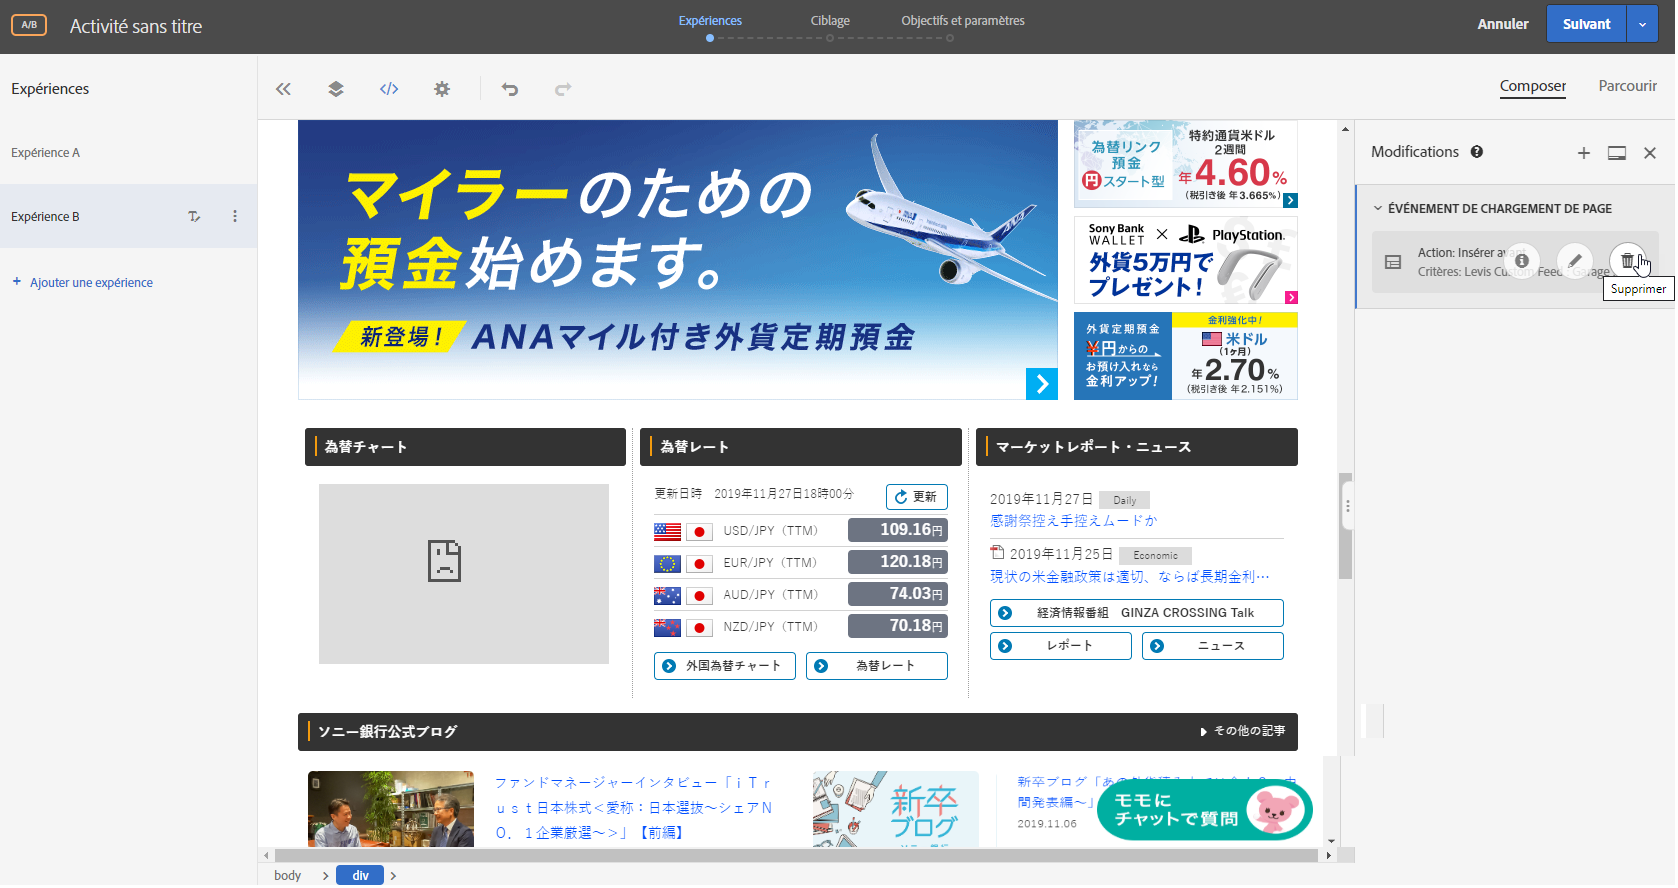 A/B
Activité sans titre
Expériences
Ciblage
Objectifs et paramètres
Annuler
Suivant
Expériences
Composer
Parcourir
Expérience A
Expérience B
+ Ajouter une expérience
マイラーのための
預金始めます。
新登場！ ANAマイル付き外貨定期預金
ANA
為替リンク
預金
円スタート型
特約通貨米ドル
2週間
年4.60%
(税引き後 年3.665%)
Sony Bank
WALLET × PlayStation.
外貨5万円で
プレゼント！
外貨定期預金
¥円からの
お預け入れなら
金利アップ！
金利強化中！
米ドル
(1ヶ月)
年2.70%
(税引き後 年2.151%)
Modifications
ÉVÉNEMENT DE CHARGEMENT DE PAGE
Action: Insérer avant
Critères: Levis Custom Feed Garage
Supprimer
為替チャート
為替レート
更新日時 2019年11月27日18時00分
更新
USD/JPY（TTM） 109.16円
EUR/JPY（TTM） 120.18円
AUD/JPY（TTM） 74.03円
NZD/JPY（TTM） 70.18円
外国為替チャート
為替レート
マーケットレポート・ニュース
2019年11月27日 Daily
感謝祭控え手控えムードか
2019年11月25日 Economic
現状の米金融政策は適切、ならば長期金利…
経済情報番組 GINZA CROSSING Talk
レポート
ニュース
ソニー銀行公式ブログ
その他の記事
ファンドマネージャーインタビュー「ｉＴｒ
ｕｓｔ日本株式＜愛称：日本選抜～シェアＮ
Ｏ．１企業厳選～＞」【前編】
新卒
ブログ
新卒ブログ「あの
間発表編～」
2019.11.06
モモに
チャットで質問
body
div